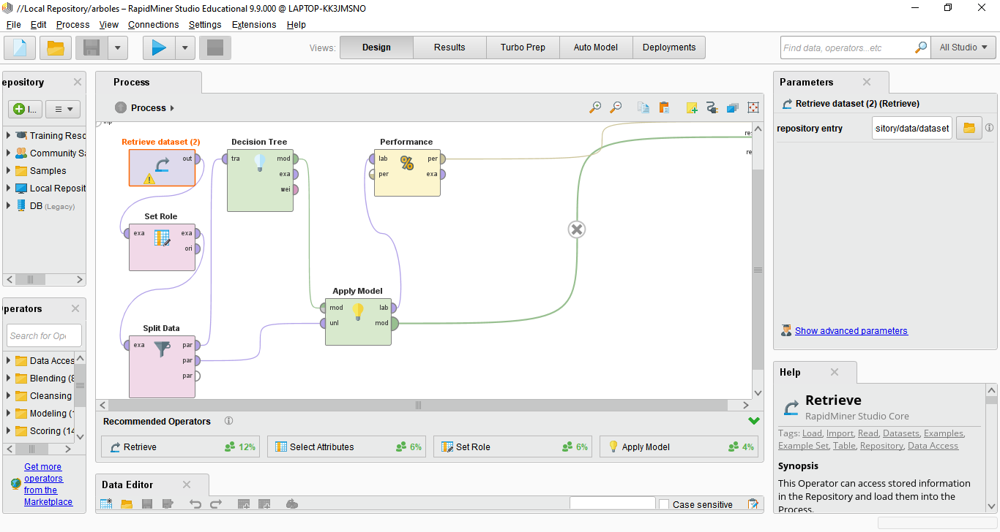 //Local Repository/arboles – RapidMiner Studio Educational 9.9.000 @ LAPTOP-KK3JMSNO
File Edit Process View Connections Settings Extensions Help
Views: Design Results Turbo Prep Auto Model Deployments
Find data, operators...etc
All Studio
epository
I...
Training Resc
Community Sa
Samples
Local Reposit
DB (Legacy)
perators
Search for Op
Data Acces
Blending (8
Cleansing
Modeling (1
Scoring (14
Get more
operators
from the
Marketplace
Process
Process
inp
Retrieve dataset (2)
out
Decision Tree
tra mod
exa
wei
Performance
lab per
per exa
res
re
Set Role
exa exa
ori
Apply Model
mod lab
unl mod
Split Data
exa par
par
par
Recommended Operators
Retrieve 12%
Select Attributes 6%
Set Role 6%
Apply Model 4%
Data Editor
Case sensitive
Parameters
Retrieve dataset (2) (Retrieve)
repository entry
sitory/data/dataset
Show advanced parameters
Help
Retrieve
RapidMiner Studio Core
Tags: Load, Import, Read, Datasets, Examples,
Example Set, Table, Repository, Data Access
Synopsis
This Operator can access stored information
in the Repository and load them into the
Process.